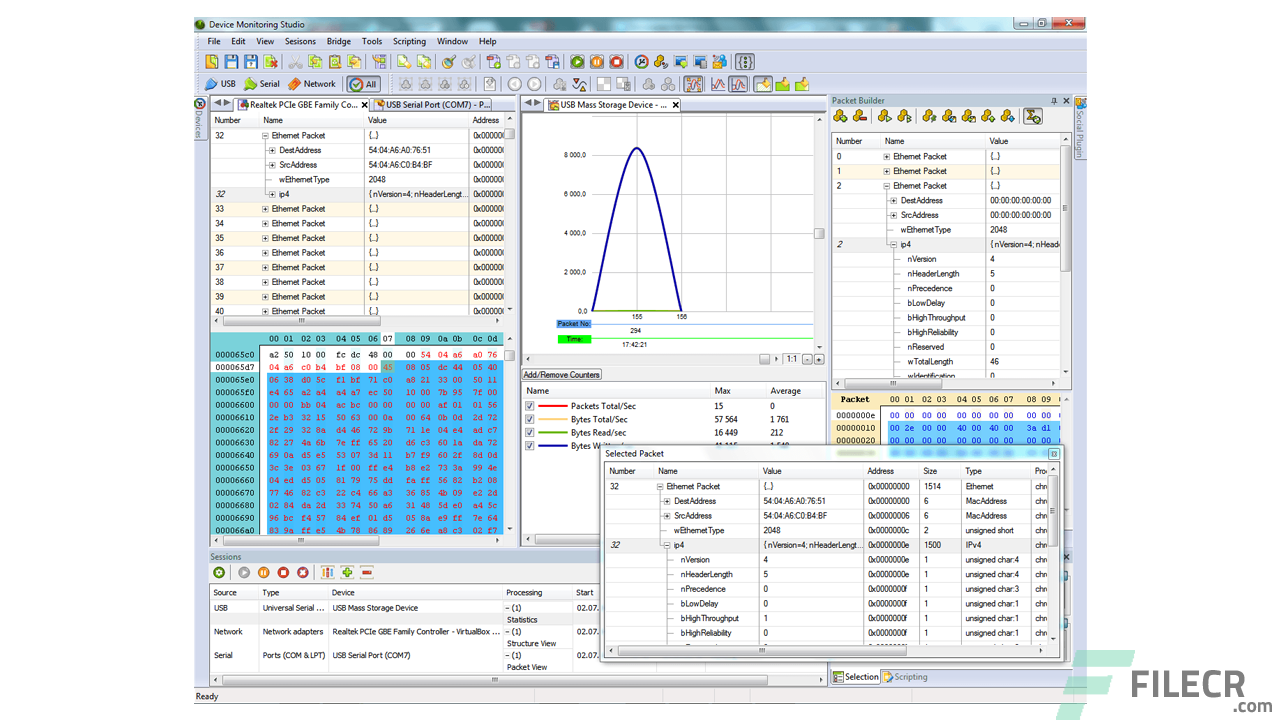 Device Monitoring Studio
File Edit View Sessions Bridge Tools Scripting Window Help
USB Serial Network All
Devices
Realtek PCIe GBE Family Co... USB Serial Port (COM7) - P...
Number Name Value Address
32 Ethernet Packet {...} 0x000000
DestAddress 54:04:A6:A0:76:51 0x000000
SrcAddress 54:04:A6:C0:B4:BF 0x000000
wEthernetType 2048 0x000000
32 ip4 { nVersion=4; nHeaderLengt... 0x000000
33 Ethernet Packet {...} 0x000000
34 Ethernet Packet {...} 0x000000
35 Ethernet Packet {...} 0x000000
36 Ethernet Packet {...} 0x000000
37 Ethernet Packet {...} 0x000000
38 Ethernet Packet {...} 0x000000
39 Ethernet Packet {...} 0x000000
40 Ethernet Packet {...} 0x000000
00 01 02 03 04 05 06 07 08 09 0a 0b 0c 0d
000065c0 a2 50 10 00 fc dc 48 00 00 54 04 a6 a0 76
000065d7 04 a6 c0 b4 bf 08 00 45 08 05 dc 44 05 40
000065e0 06 38 d0 5c f1 bf 71 c0 a8 21 33 00 50 11
000065f0 e4 65 a2 a4 a4 a7 ec 50 10 00 7b 95 7f 00
00006600 00 00 bb 04 ac bc 00 00 00 00 af 01 01 56
00006610 2e b3 32 15 50 63 00 0a 00 64 0b 0d 2d 72
00006620 2f 29 32 8a d4 46 72 9b 71 1e 04 e4 ad c7
00006630 82 27 4a 6b 7e ff 65 20 d6 c3 60 1a da 72
00006640 69 0a d5 e5 53 07 3d 11 b7 f9 60 2f 8d 0d
00006650 3c 3e 03 67 1f 00 ff e4 b8 e2 73 3a 99 4e
00006660 04 ed d5 05 81 79 75 dd fa ff 56 82 b2 08
00006670 77 46 82 c3 22 c4 66 a3 36 85 4b 09 e2 2d
00006680 02 84 da 2d 33 74 50 a6 31 48 5d e0 a4 5c
00006690 96 bc f4 57 84 ef 01 d5 05 8a e9 ff 7e 64
000066a0 83 9a ff e5 4b 78 86 89 26 6e a8 c3 02 f7
USB Mass Storage Device - ...
8 000,0
6 000,0
4 000,0
2 000,0
0,0
155 156
Packet No:
294
Time:
17:42:21
1:1
Add/Remove Counters
Name Max Average
Packets Total/Sec 15 0
Bytes Total/Sec 57 564 1 761
Bytes Read/sec 16 449 212
Packet Builder
Social Plugin
Number Name Value
0 Ethernet Packet {...}
1 Ethernet Packet {...}
2 Ethernet Packet {...}
DestAddress 00:00:00:00:00:00
SrcAddress 00:00:00:00:00:00
wEthernetType 2048
2 ip4 { nVersion=4; nHeade
nVersion 4
nHeaderLength 5
nPrecedence 0
bLowDelay 0
bHighThroughput 0
bHighReliability 0
nReserved 0
wTotalLength 46
wIdentification
Packet 00 01 02 03 04 05 06 07 08 09
0000000e 00 00 00 00 00 00 00 00 00
00000010 00 2e 00 00 40 00 40 00 3a d1
00000020 00 00 00 00 00 00 00 00 00 00
Selected Packet
Number Name Value Address Size Type
32 Ethernet Packet {...} 0x00000000 1514 Ethernet chr
DestAddress 54:04:A6:A0:76:51 0x00000000 6 MacAddress chr
SrcAddress 54:04:A6:C0:B4:BF 0x00000006 6 MacAddress chr
wEthernetType 2048 0x0000000c 2 unsigned short chr
32 ip4 { nVersion=4; nHeaderLengt... 0x0000000e 1500 IPv4 chr
nVersion 4 0x0000000e 1 unsigned char:4 chr
nHeaderLength 5 0x0000000e 1 unsigned char:4 chr
nPrecedence 0 0x0000000f 1 unsigned char:3 chr
bLowDelay 0 0x0000000f 1 unsigned char:1 chr
bHighThroughput 1 0x0000000f 1 unsigned char:1 chr
bHighReliability 0 0x0000000f 1 unsigned char:1 chr
Sessions
Source Type Device Processing Start
USB Universal Serial ... USB Mass Storage Device - (1) 02.07.
Statistics
Network Network adapters Realtek PCIe GBE Family Controller - VirtualBox ... - (1) 02.07.
Structure View
Serial Ports (COM & LPT) USB Serial Port (COM7) - (1) 02.07.
Packet View
Selection Scripting
Ready
FILECR
.com